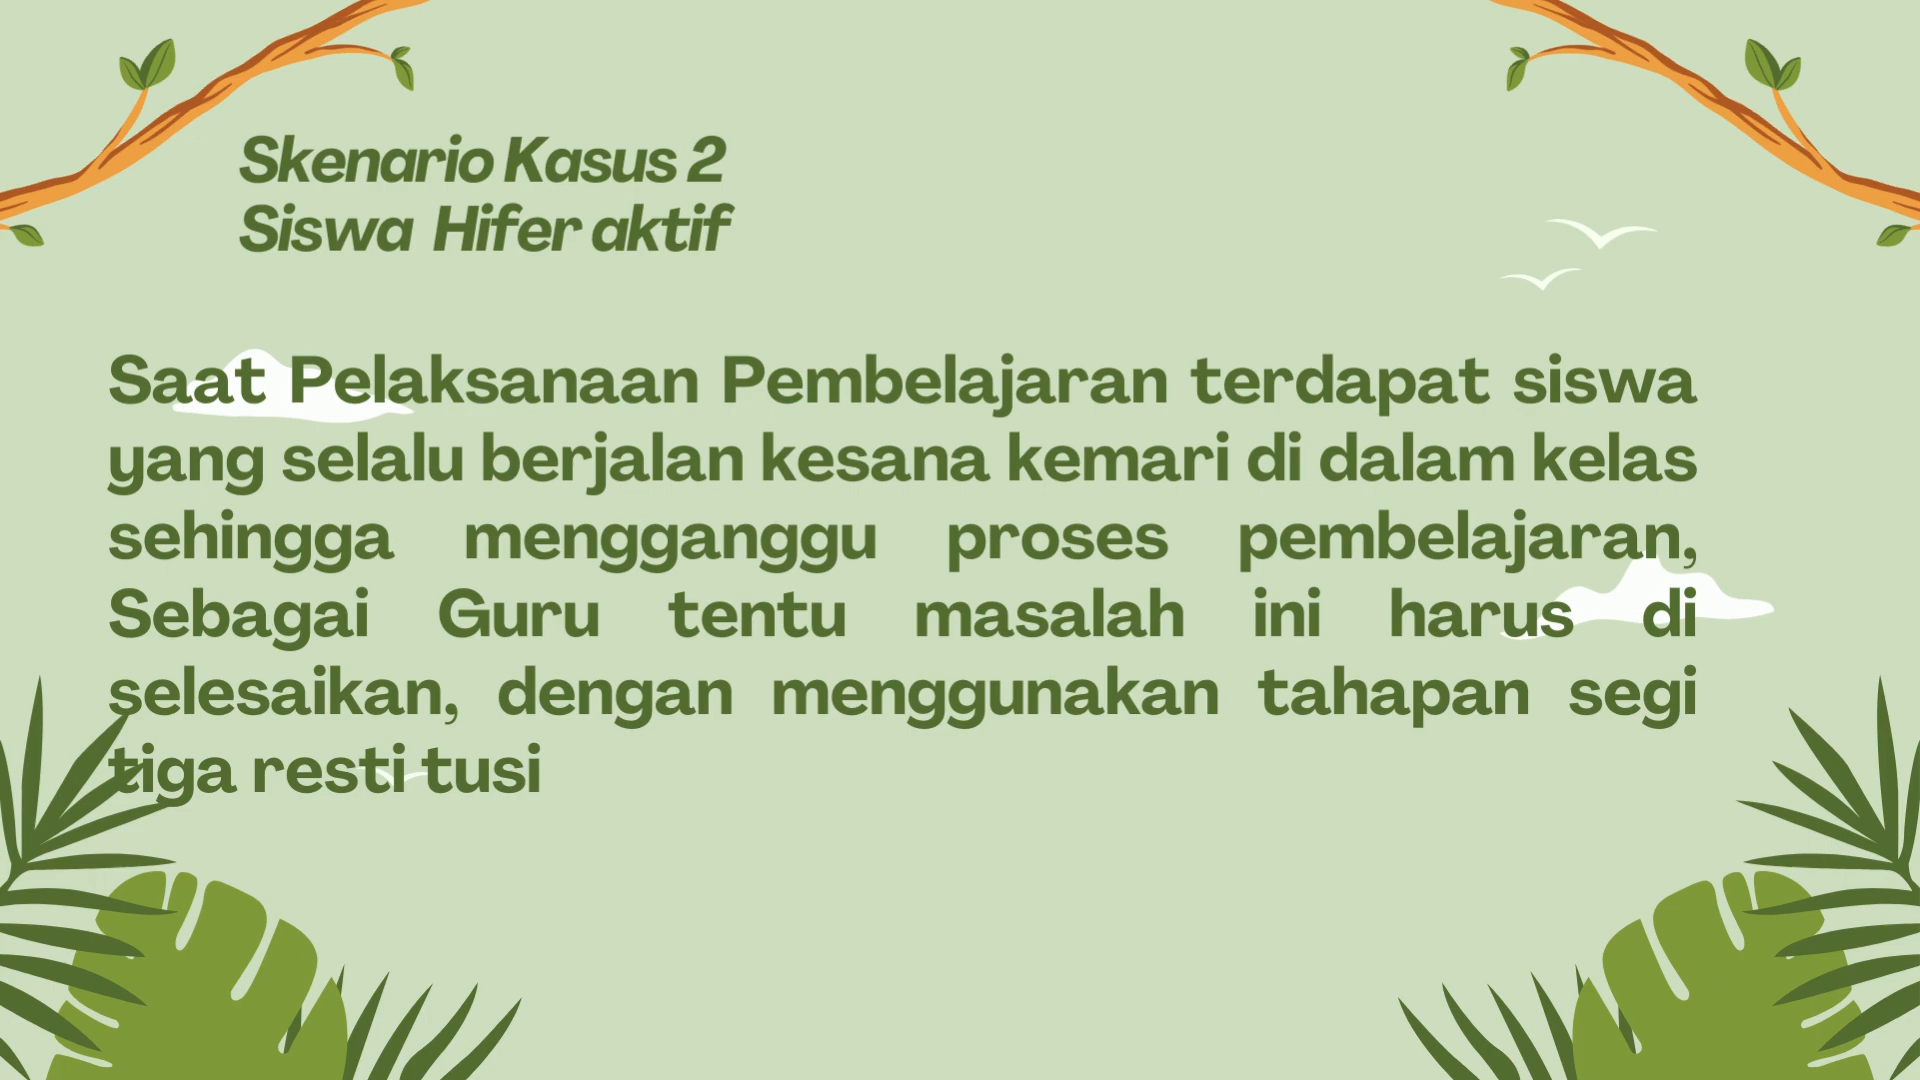 Skenario Kasus 2
Siswa Hifer aktif
Saat Pelaksanaan Pembelajaran terdapat siswa
yang selalu berjalan kesana kemari di dalam kelas
sehingga mengganggu proses pembelajaran,
Sebagai Guru tentu masalah ini harus di
selesaikan, dengan menggunakan tahapan segi
tiga resti tusi